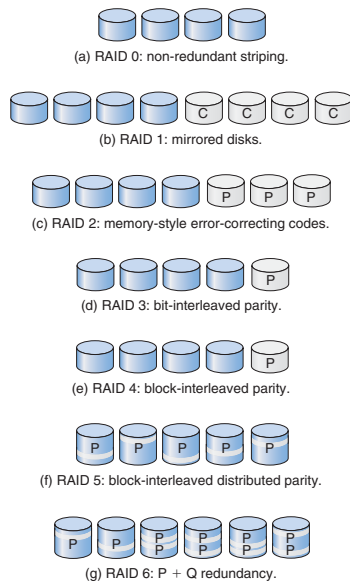 (a) RAID 0: non-redundant striping.
C C C C
(b) RAID 1: mirrored disks.
P P P
(c) RAID 2: memory-style error-correcting codes.
P
(d) RAID 3: bit-interleaved parity.
P
(e) RAID 4: block-interleaved parity.
P P P P P
(f) RAID 5: block-interleaved distributed parity.
P P P P P P
P P P P
(g) RAID 6: P + Q redundancy.